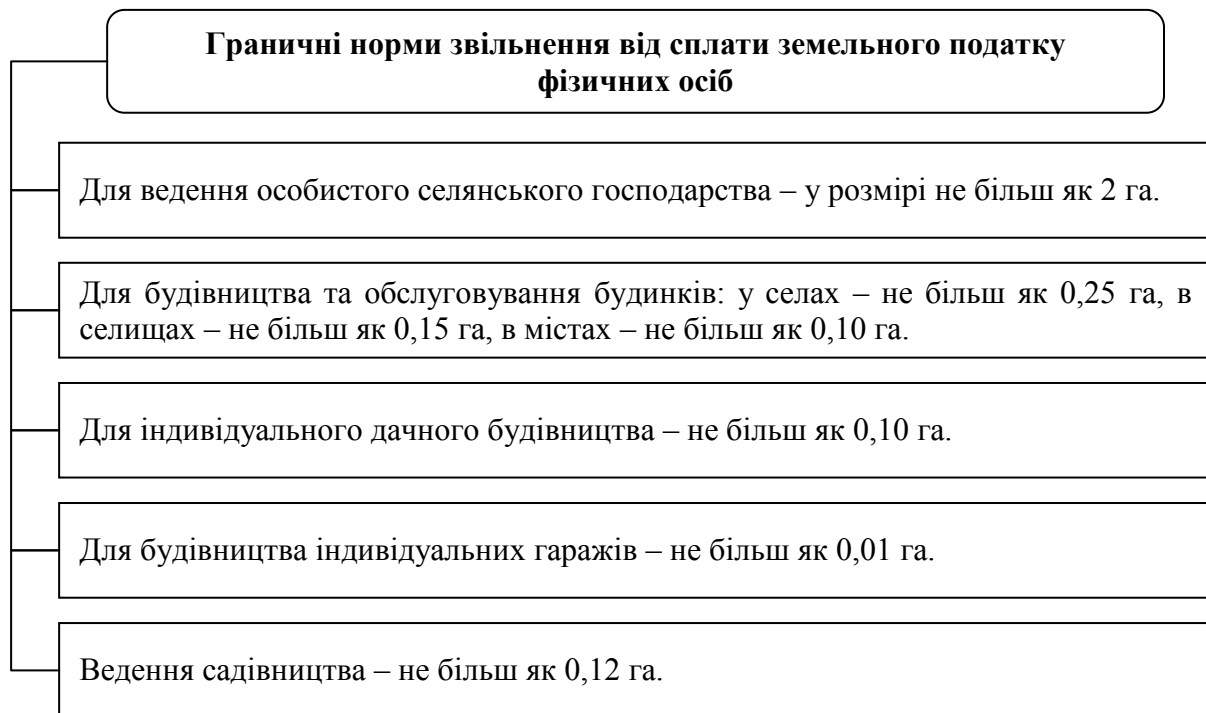 Граничні норми звільнення від сплати земельного податку
фізичних осіб
Для ведення особистого селянського господарства – у розмірі не більш як 2 га.
Для будівництва та обслуговування будинків: у селах – не більш як 0,25 га, в
селищах – не більш як 0,15 га, в містах – не більш як 0,10 га.
Для індивідуального дачного будівництва – не більш як 0,10 га.
Для будівництва індивідуальних гаражів – не більш як 0,01 га.
Ведення садівництва – не більш як 0,12 га.